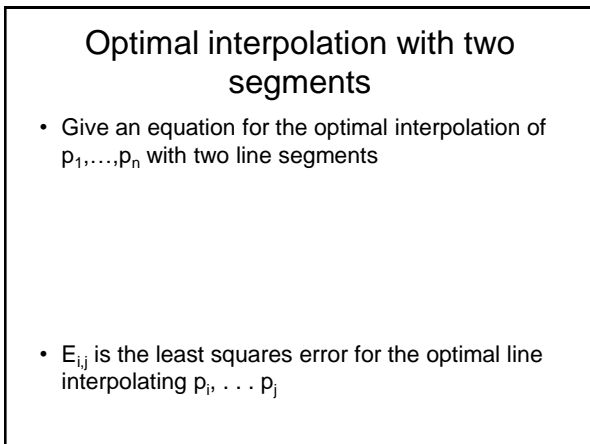 Optimal interpolation with two
segments
• Give an equation for the optimal interpolation of
p₁,…,pₙ with two line segments
• Eᵢ,ⱼ is the least squares error for the optimal line
interpolating pᵢ, . . . pⱼ